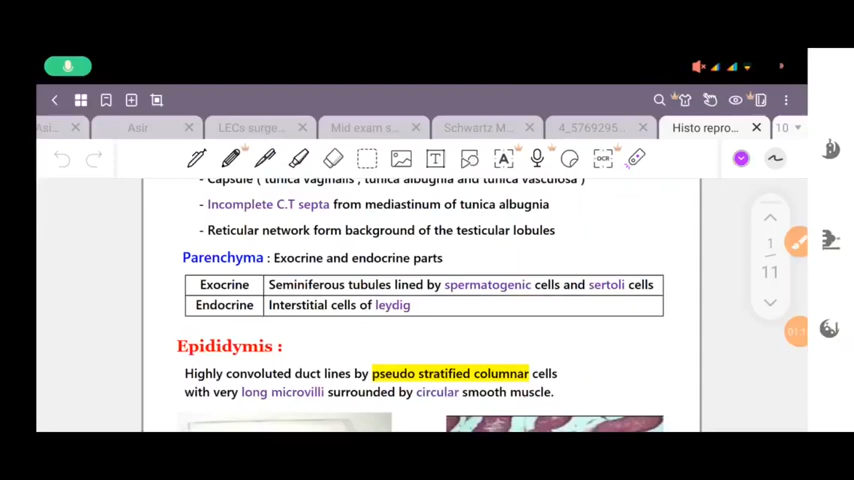 Asi...
Asir
LECs surge...
Mid exam s...
Schwartz M...
4_5769295...
Histo repro...
10
A
T
OCR
- Capsule ( tunica vaginalis , tunica albugnia and tunica vasculosa )
- Incomplete C.T septa from mediastinum of tunica albugnia
- Reticular network form background of the testicular lobules
Parenchyma : Exocrine and endocrine parts
Exocrine Seminiferous tubules lined by spermatogenic cells and sertoli cells
Endocrine Interstitial cells of leydig
Epididymis :
Highly convoluted duct lines by pseudo stratified columnar cells
with very long microvilli surrounded by circular smooth muscle.
1
11